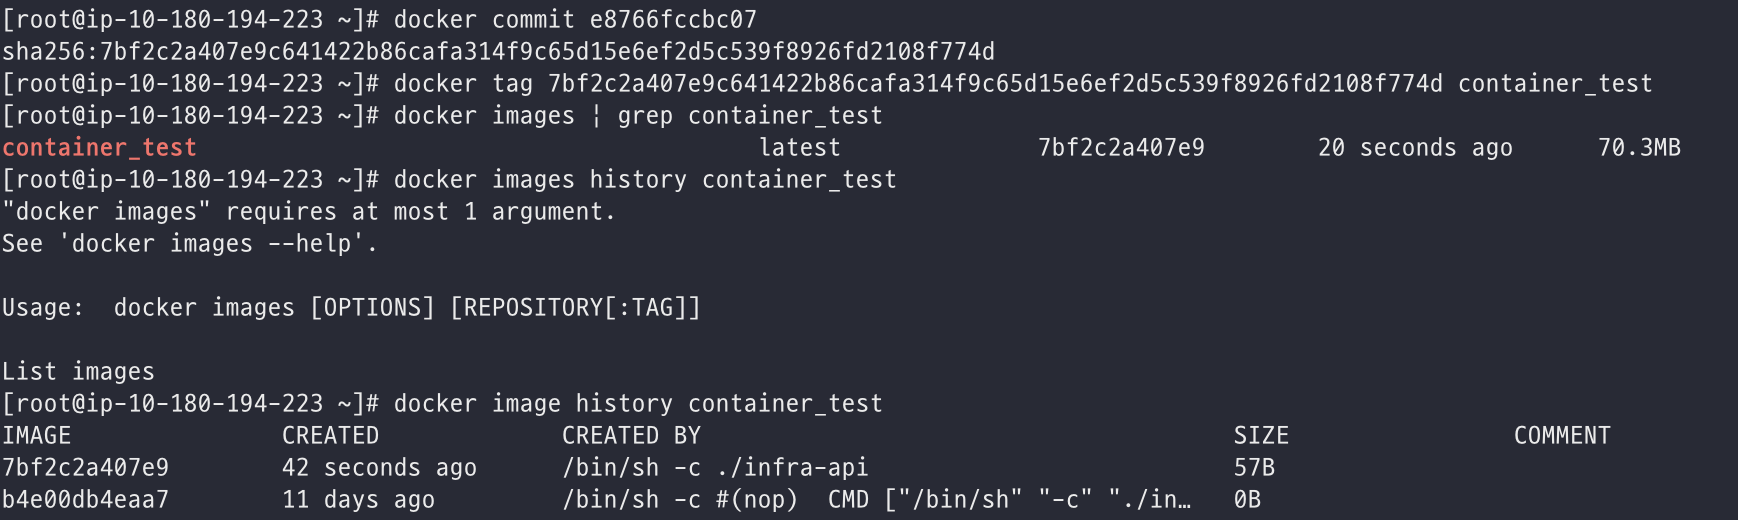 [root@ip-10-180-194-223 ~]# docker commit e8766fccbc07
sha256:7bf2c2a407e9c641422b86cafa314f9c65d15e6ef2d5c539f8926fd2108f774d
[root@ip-10-180-194-223 ~]# docker tag 7bf2c2a407e9c641422b86cafa314f9c65d15e6ef2d5c539f8926fd2108f774d container_test
[root@ip-10-180-194-223 ~]# docker images ¦ grep container_test
container_test latest 7bf2c2a407e9 20 seconds ago 70.3MB
[root@ip-10-180-194-223 ~]# docker images history container_test
"docker images" requires at most 1 argument.
See 'docker images --help'.
Usage:  docker images [OPTIONS] [REPOSITORY[:TAG]]
List images
[root@ip-10-180-194-223 ~]# docker image history container_test
IMAGE CREATED CREATED BY SIZE COMMENT
7bf2c2a407e9 42 seconds ago /bin/sh -c ./infra-api 57B
b4e00db4eaa7 11 days ago /bin/sh -c #(nop)  CMD ["/bin/sh" "-c" "./in… 0B